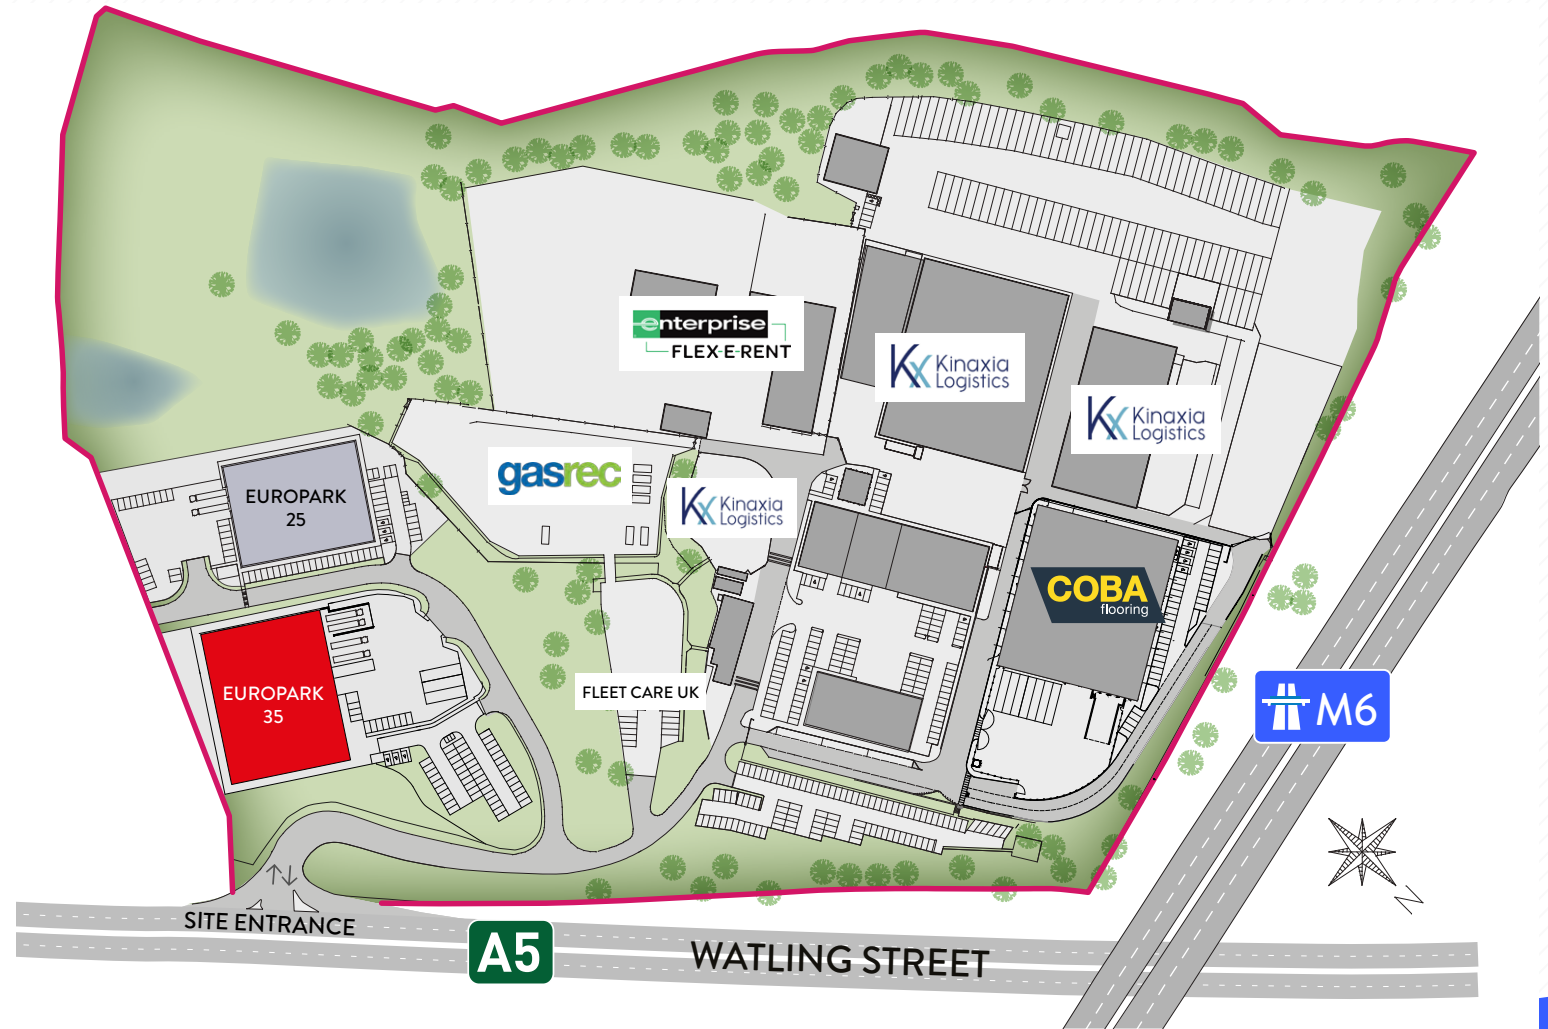 enterprise
FLEX-E-RENT
Kinaxia
Logistics
Kinaxia
Logistics
gasrec
Kinaxia
Logistics
EUROPARK
25
COBA
flooring
EUROPARK
35
FLEET CARE UK
M6
N
SITE ENTRANCE
A5
WATLING STREET